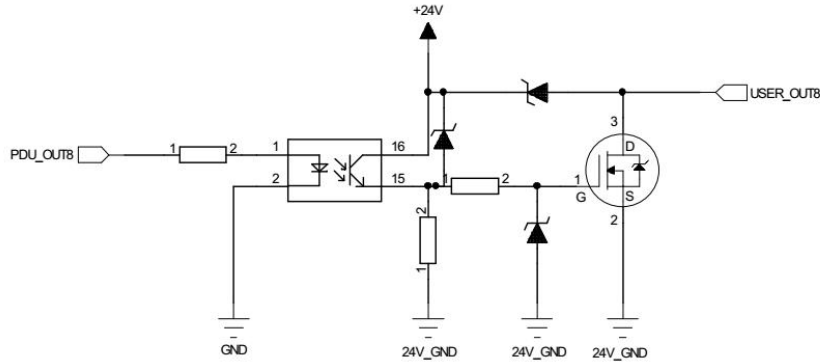 +24V
USER_OUT8
3
D
PDU_OUT8
1
2
1
16
2
15
1
2
1
G
S
2
2
1
GND
24V_GND
24V_GND
24V_GND